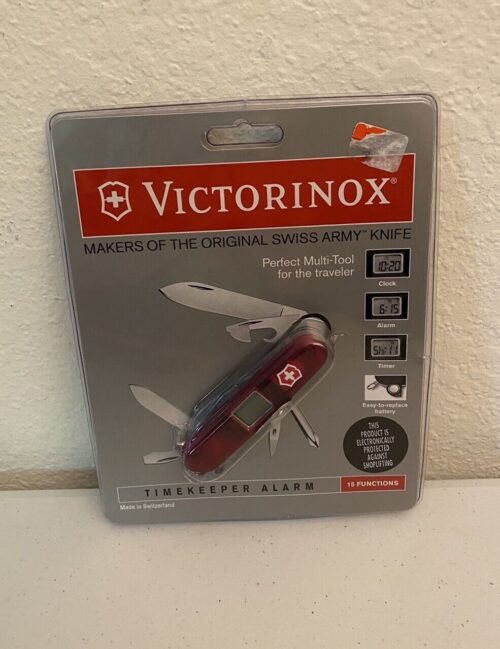 VICTORINOX®
MAKERS OF THE ORIGINAL SWISS ARMY™ KNIFE
Perfect Multi-Tool
for the traveler
10:20
Clock
6:15
Alarm
Timer
Easy-to-replace
battery
THIS
PRODUCT IS
ELECTRONICALLY
PROTECTED
AGAINST
SHOPLIFTING
TIMEKEEPER ALARM
15 FUNCTIONS
Made in Switzerland